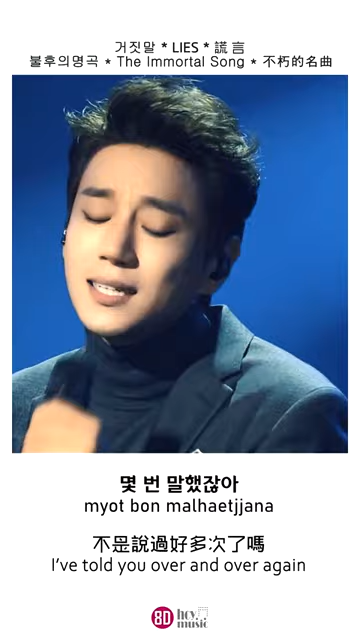 거짓말 * LIES * 謊言
불후의명곡 * The Immortal Song * 不朽的名曲
몇 번 말했잖아
myot bon malhaetjjana
不是說過好多次了嗎
I've told you over and over again
8D hcy
music